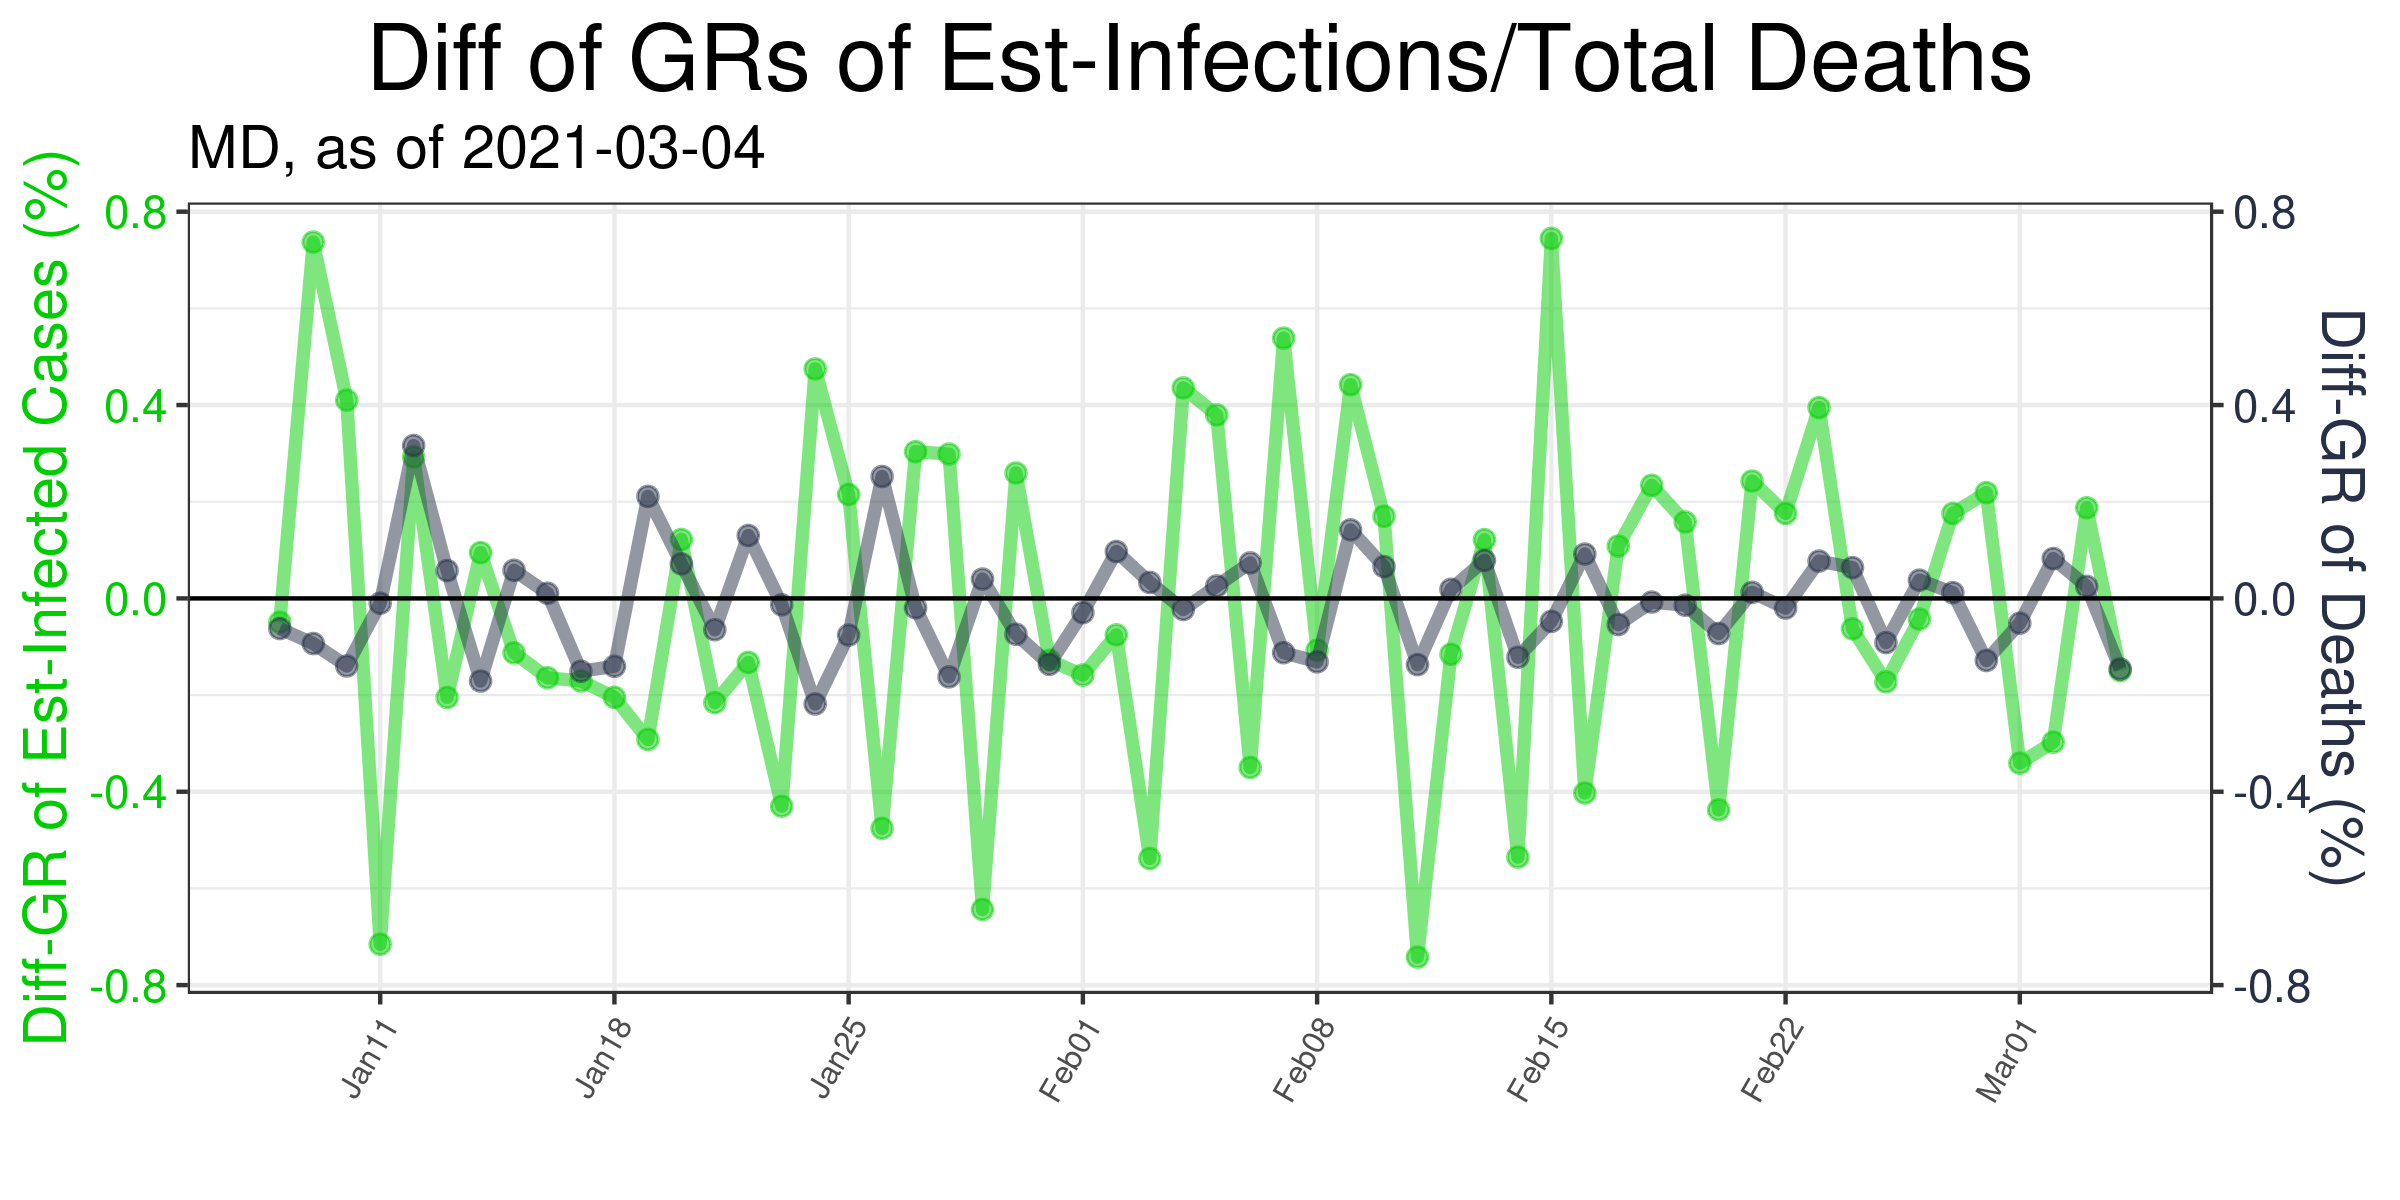 Diff of GRs of Est-Infections/Total Deaths
MD, as of 2021-03-04
Diff-GR of Est-Infected Cases (%)
0.8
0.4
0.0
-0.4
-0.8
0.8
0.4
0.0
-0.4
-0.8
Diff-GR of Deaths (%)
Jan11
Jan18
Jan25
Feb01
Feb08
Feb15
Feb22
Mar01